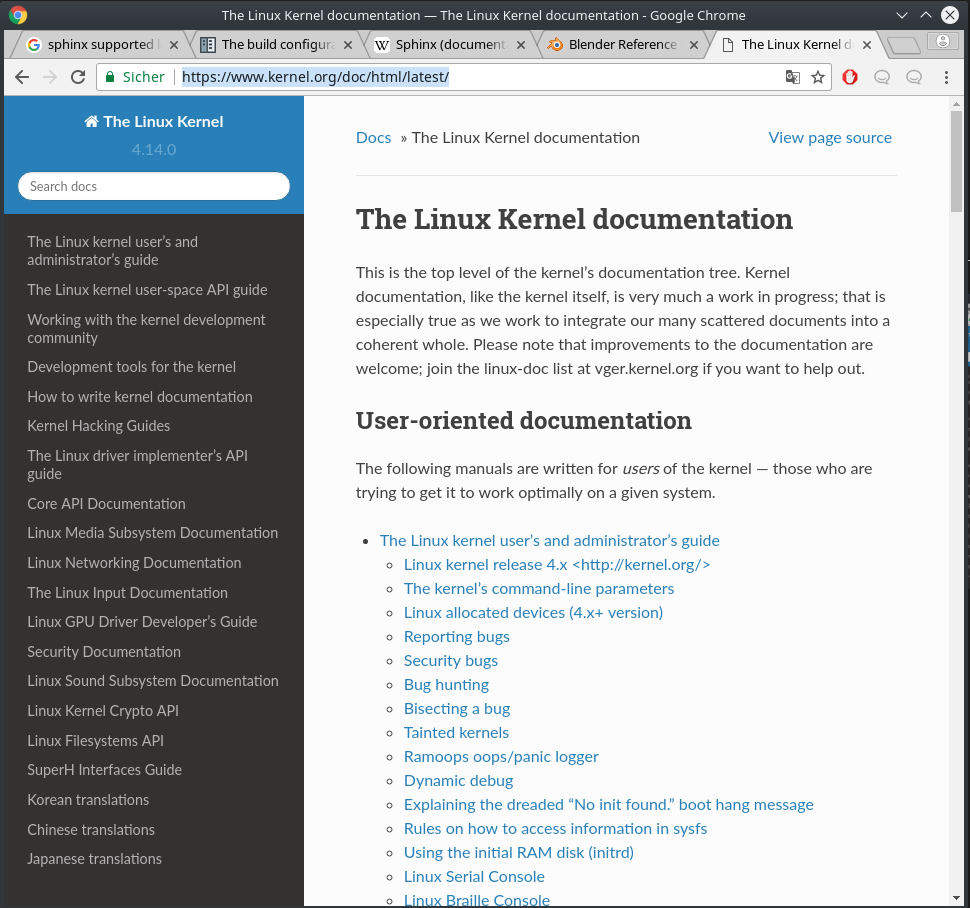 The Linux Kernel documentation — The Linux Kernel documentation - Google Chrome
sphinx supported
The build configura
Sphinx (document
Blender Reference
The Linux Kernel d
Sicher
https://www.kernel.org/doc/html/latest/
The Linux Kernel
4.14.0
Search docs
The Linux kernel user’s and
administrator’s guide
The Linux kernel user-space API guide
Working with the kernel development
community
Development tools for the kernel
How to write kernel documentation
Kernel Hacking Guides
The Linux driver implementer’s API
guide
Core API Documentation
Linux Media Subsystem Documentation
Linux Networking Documentation
The Linux Input Documentation
Linux GPU Driver Developer’s Guide
Security Documentation
Linux Sound Subsystem Documentation
Linux Kernel Crypto API
Linux Filesystems API
SuperH Interfaces Guide
Korean translations
Chinese translations
Japanese translations
Docs » The Linux Kernel documentation
View page source
The Linux Kernel documentation
This is the top level of the kernel’s documentation tree. Kernel
documentation, like the kernel itself, is very much a work in progress; that is
especially true as we work to integrate our many scattered documents into a
coherent whole. Please note that improvements to the documentation are
welcome; join the linux-doc list at vger.kernel.org if you want to help out.
User-oriented documentation
The following manuals are written for users of the kernel — those who are
trying to get it to work optimally on a given system.
The Linux kernel user’s and administrator’s guide
Linux kernel release 4.x <http://kernel.org/>
The kernel’s command-line parameters
Linux allocated devices (4.x+ version)
Reporting bugs
Security bugs
Bug hunting
Bisecting a bug
Tainted kernels
Ramoops oops/panic logger
Dynamic debug
Explaining the dreaded “No init found.” boot hang message
Rules on how to access information in sysfs
Using the initial RAM disk (initrd)
Linux Serial Console
Linux Braille Console